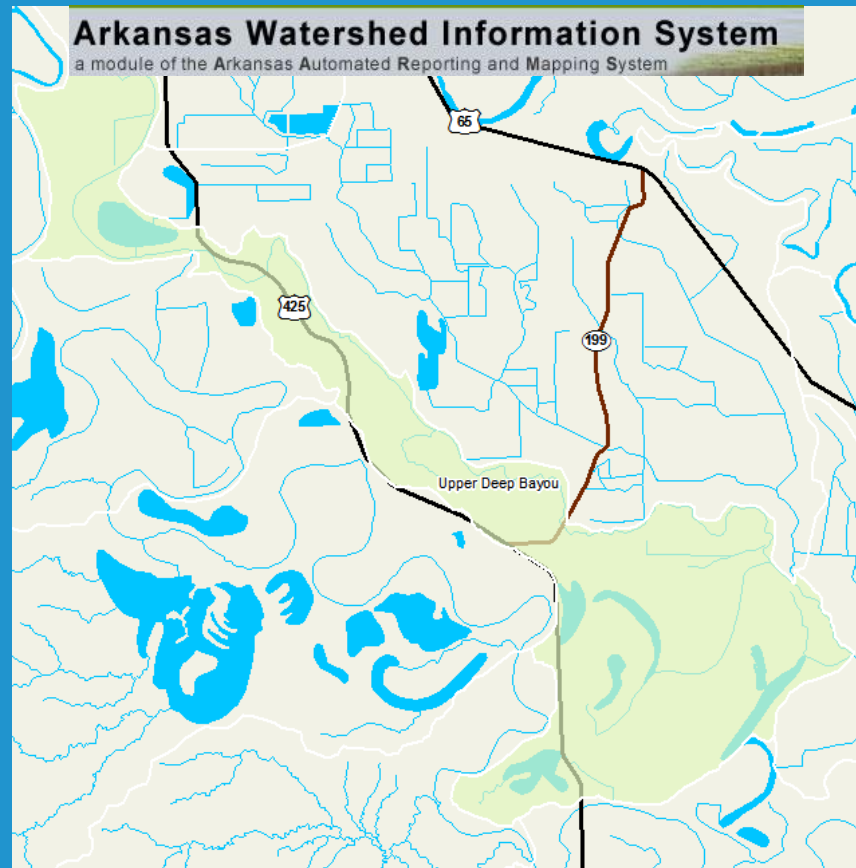 Arkansas Watershed Information System
a module of the Arkansas Automated Reporting and Mapping System
65
425
199
Upper Deep Bayou